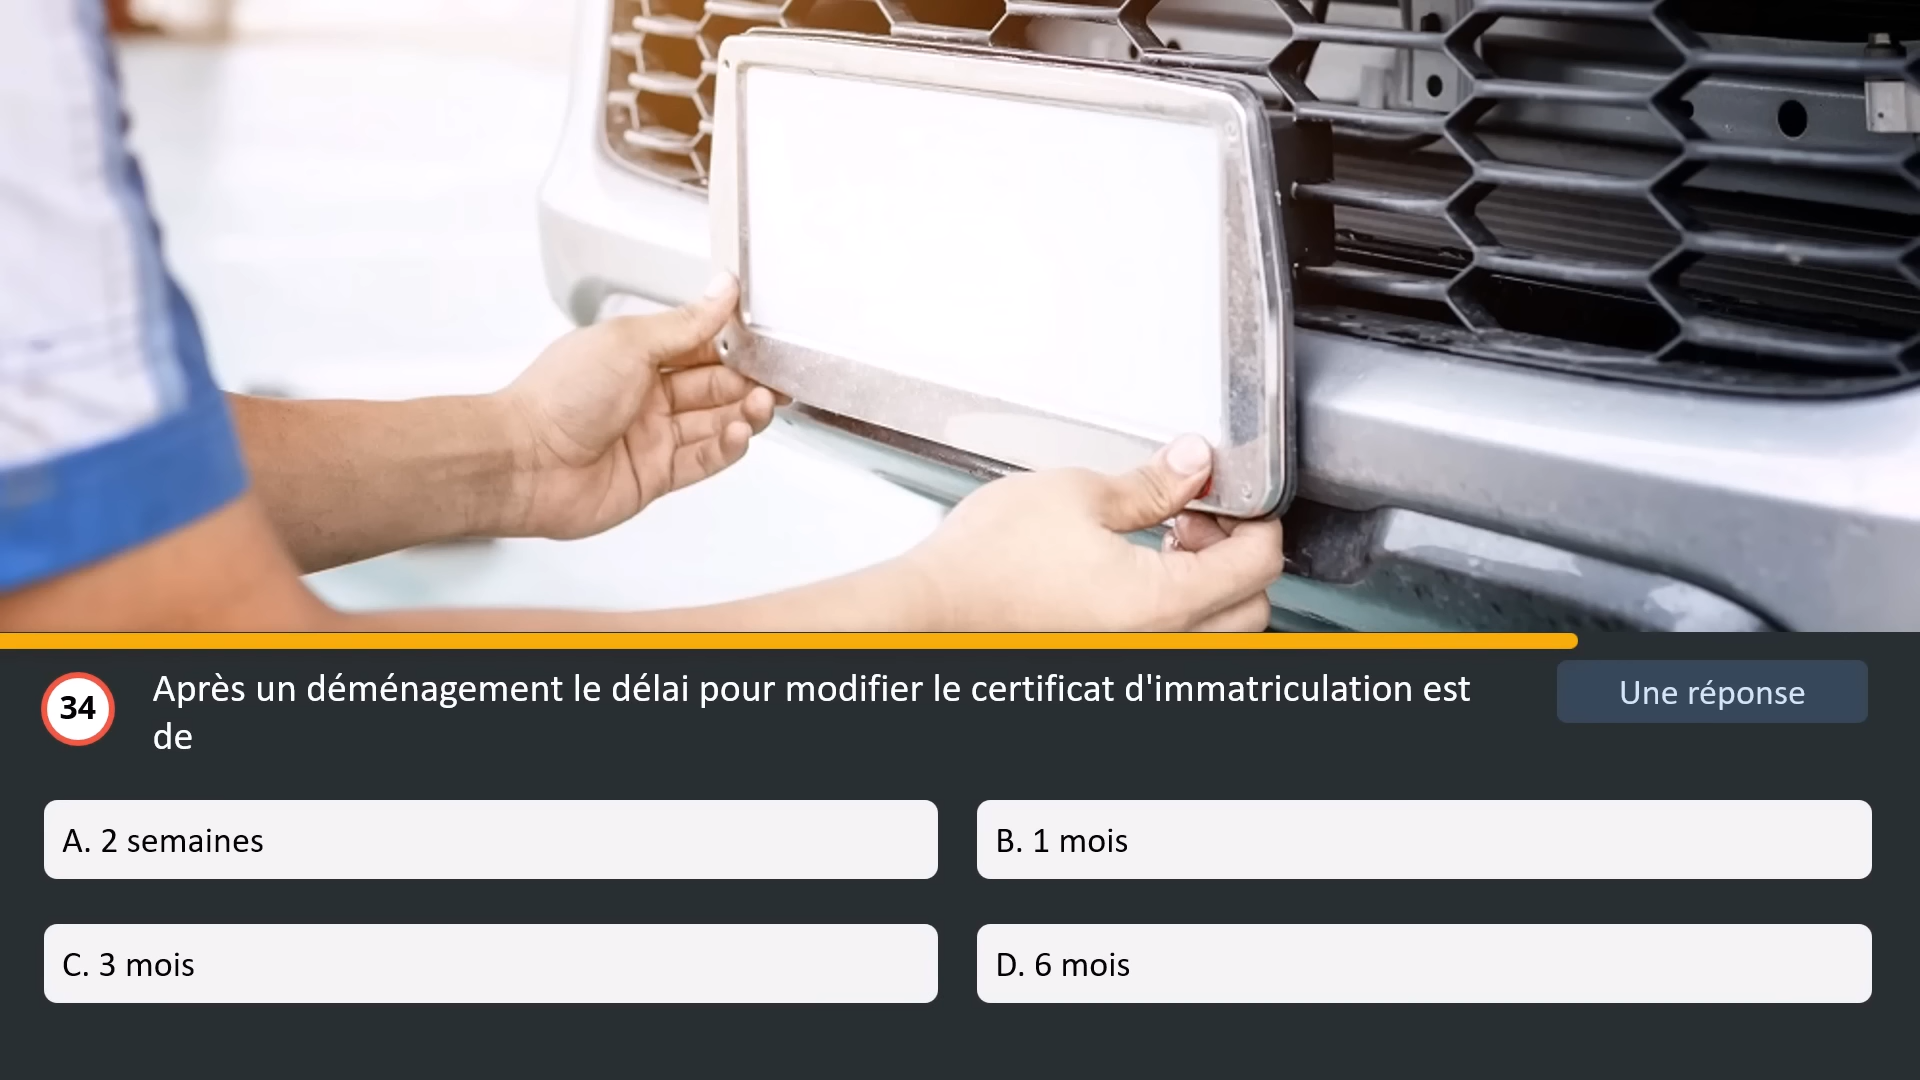 34
Après un déménagement le délai pour modifier le certificat d'immatriculation est
de
Une réponse
A. 2 semaines
B. 1 mois
C. 3 mois
D. 6 mois